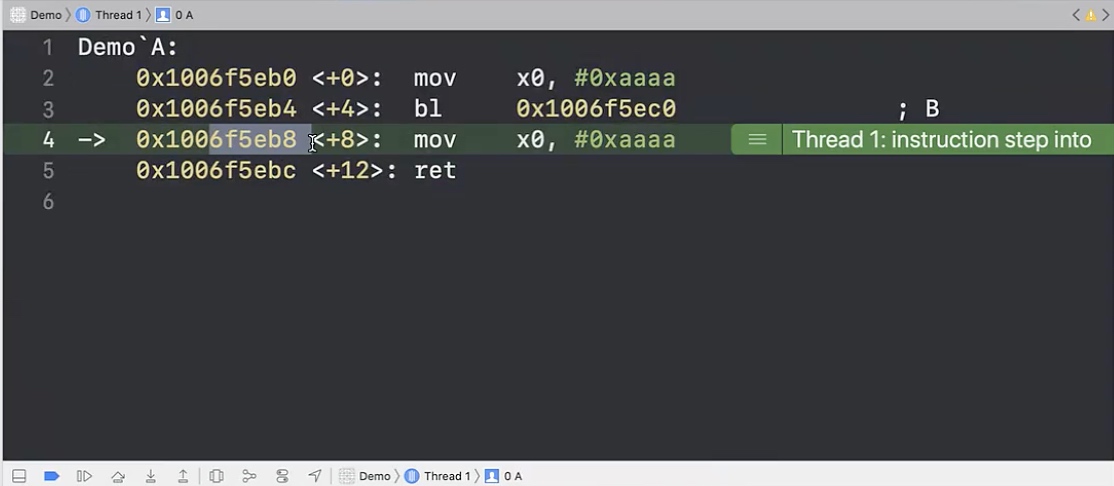 Demo 〉 Thread 1 〉 0 A
1 Demo`A:
2 0x1006f5eb0 <+0>: mov x0, #0xaaaa
3 0x1006f5eb4 <+4>: bl 0x1006f5ec0 ; B
4 -> 0x1006f5eb8 <+8>: mov x0, #0xaaaa Thread 1: instruction step into
5 0x1006f5ebc <+12>: ret
6
Demo 〉 Thread 1 〉 0 A